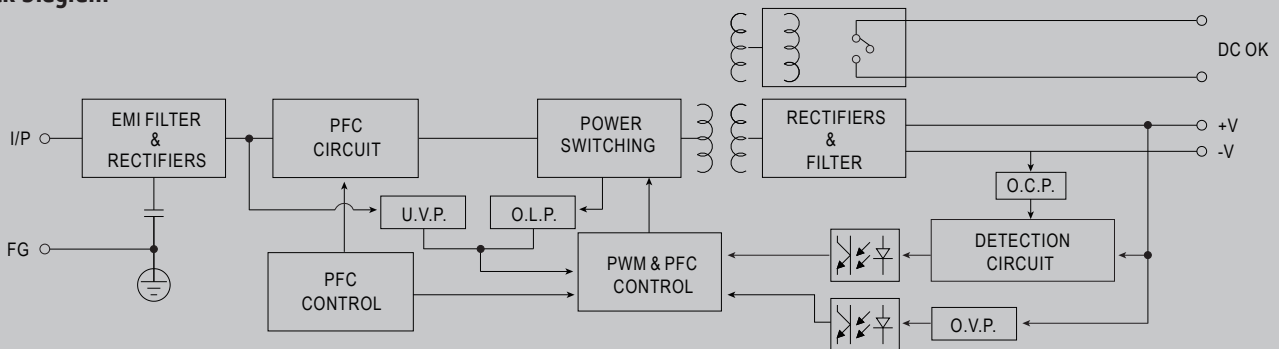 Diagram
DC OK
I/P
EMI FILTER
&
RECTIFIERS
PFC
CIRCUIT
POWER
SWITCHING
RECTIFIERS
&
FILTER
+V
-V
O.C.P.
U.V.P.
O.L.P.
FG
DETECTION
CIRCUIT
PFC
CONTROL
PWM & PFC
CONTROL
O.V.P.